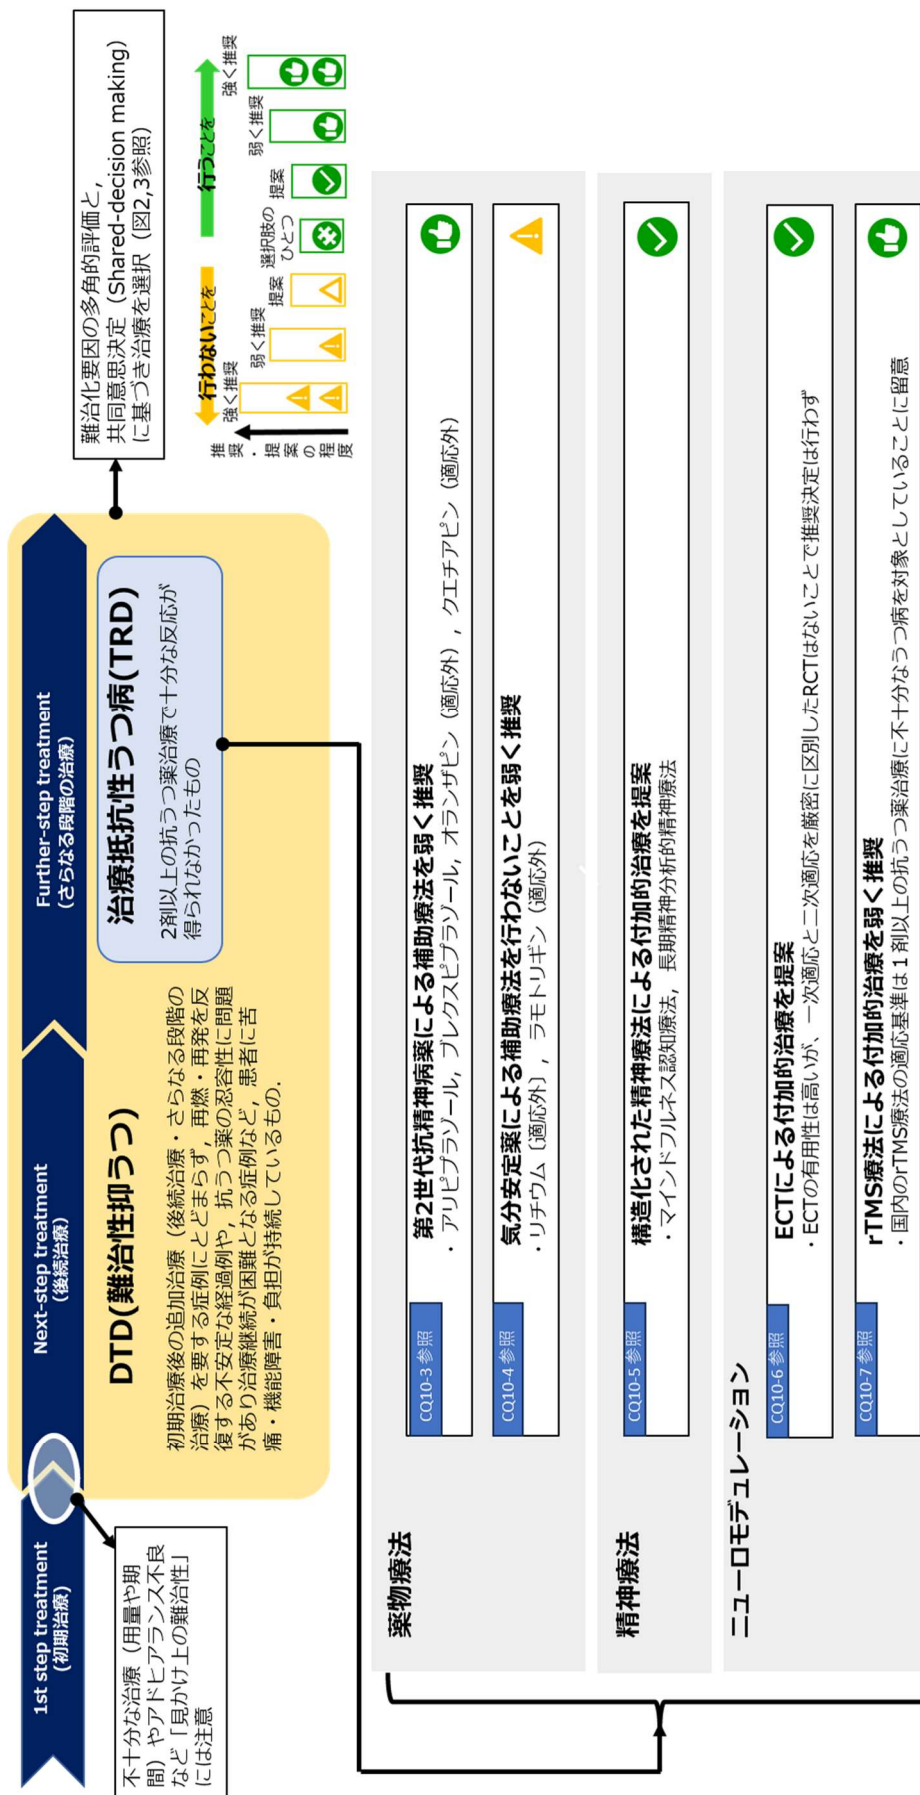 1st step treatment
(初期治療)
Next-step treatment
(後続治療)
Further-step treatment
(さらなる段階の治療)
不十分な治療（用量や期
間）やアドヒアランス不良
など「見かけ上の難治性」
には注意
DTD(難治性抑うつ)
初期治療後の追加治療（後続治療・さらなる段階の
治療）を要する症例にとどまらず，再燃・再発を反
復する不安定な経過例や，抗うつ薬の忍容性に問題
があり治療継続が困難となる症例など，患者に苦
痛・機能障害・負担が持続しているもの．
治療抵抗性うつ病(TRD)
2剤以上の抗うつ薬治療で十分な反応が
得られなかったもの
難治化要因の多角的評価と，
共同意思決定（Shared-decision making）
に基づき治療を選択（図2,3参照）
推奨・提案の程度
行わないことを
行うことを
強く推奨
弱く推奨
提案
選択肢の
ひとつ
提案
弱く推奨
強く推奨
薬物療法
CQ10-3 参照
第2世代抗精神病薬による補助療法を弱く推奨
・アリピプラゾール，ブレクスピプラゾール，オランザピン（適応外），クエチアピン（適応外）
CQ10-4 参照
気分安定薬による補助療法を行わないことを弱く推奨
・リチウム〔適応外〕，ラモトリギン（適応外）
精神療法
CQ10-5 参照
構造化された精神療法による付加的治療を提案
・マインドフルネス認知療法， 長期精神分析的精神療法
ニューロモデュレーション
CQ10-6 参照
ECTによる付加的治療を提案
・ECTの有用性は高いが、一次適応と二次適応を厳密に区別したRCTはないことで推奨決定は行わず
CQ10-7 参照
rTMS療法による付加的治療を弱く推奨
・国内のrTMS療法の適応基準は１剤以上の抗うつ薬治療に不十分なうつ病を対象としていることに留意